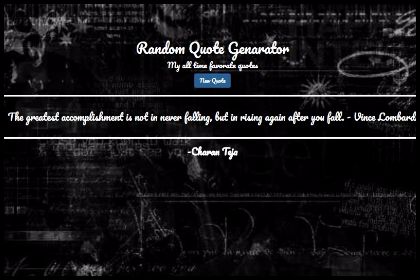 Random Quote Genarator
My all time favorate quotes
New Quote
The greatest accomplishment is not in never falling, but in rising again after you fall. - Vince Lombard
-Charan Teja